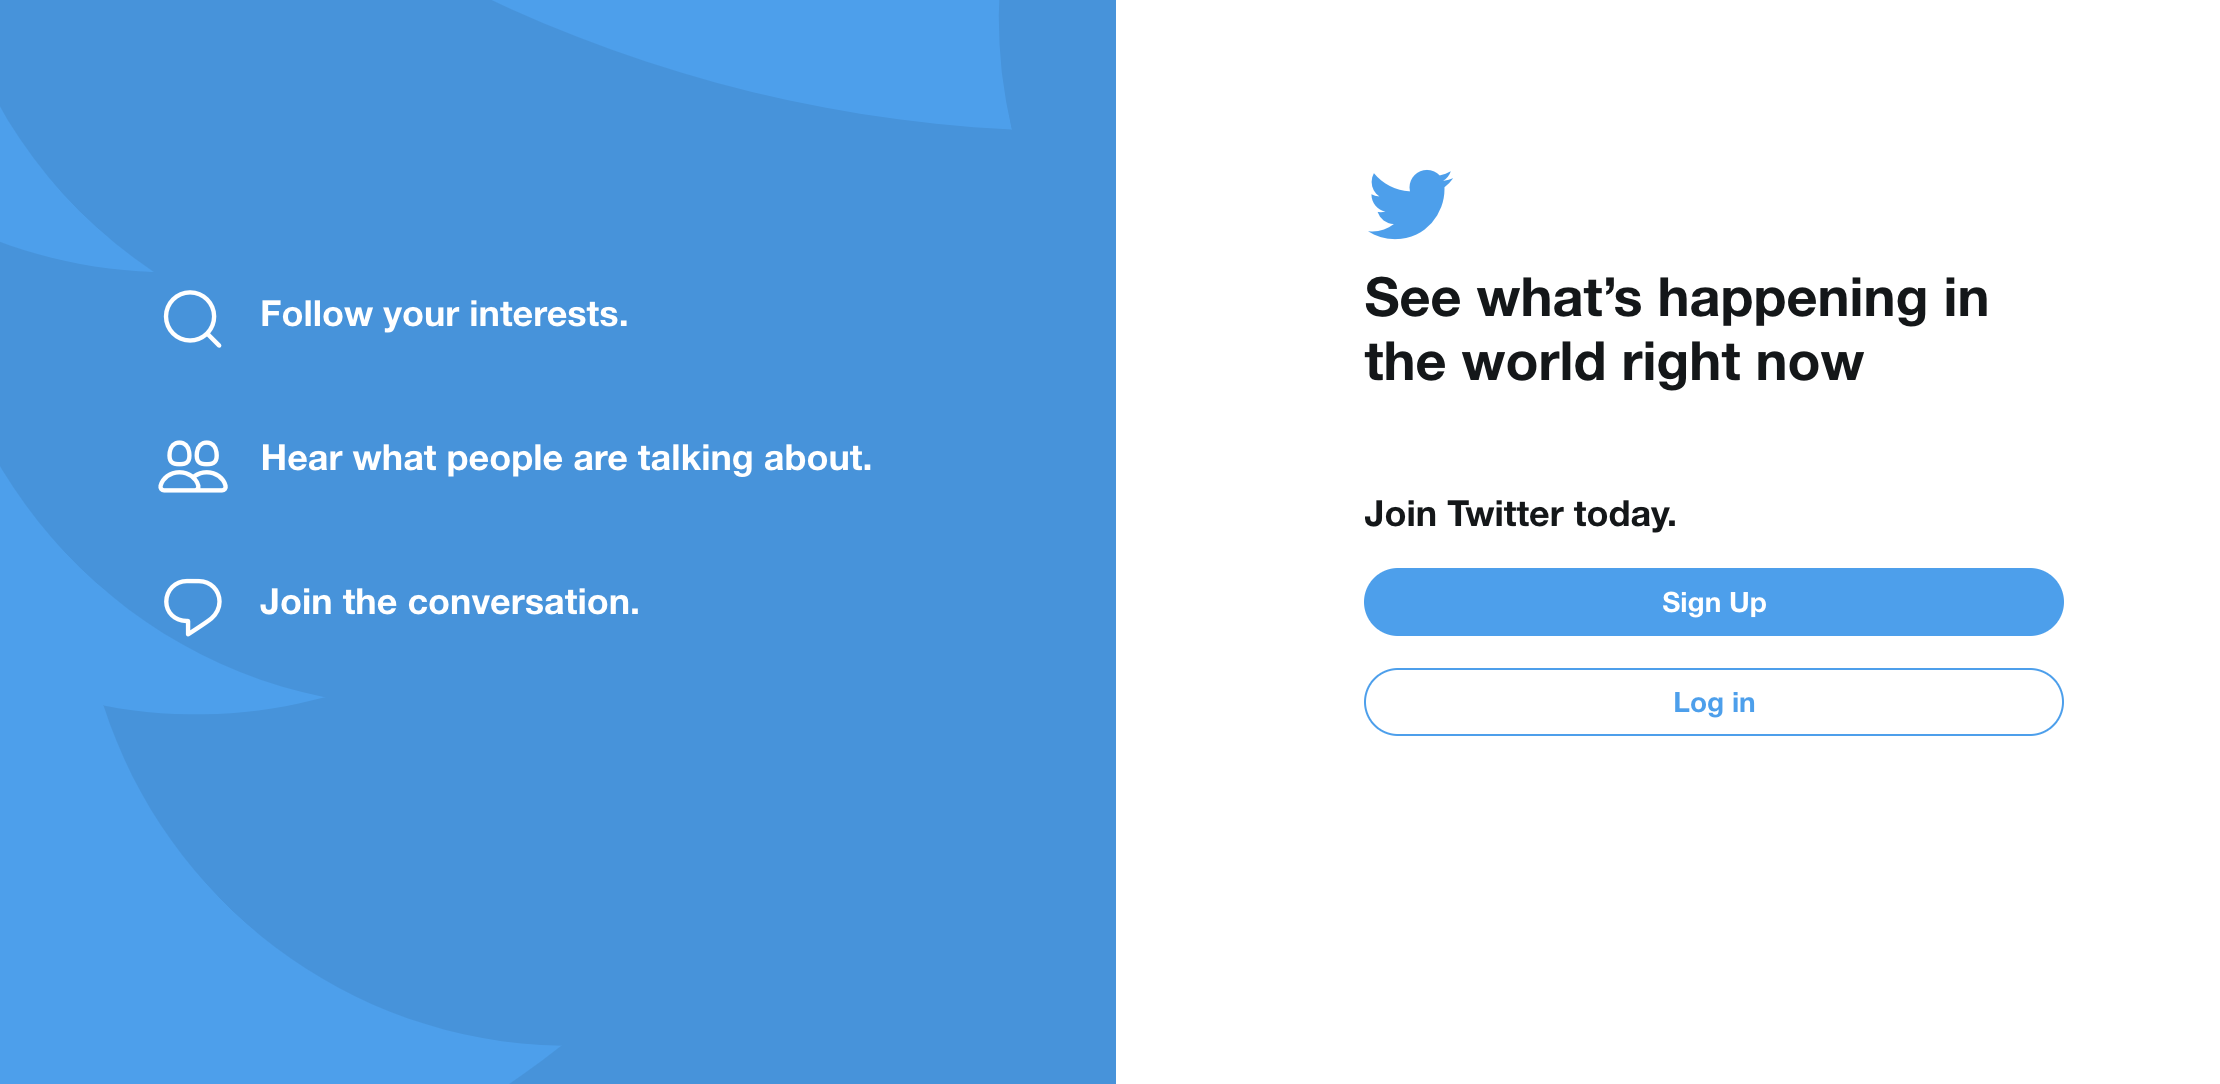 Follow your interests.
Hear what people are talking about.
Join the conversation.
See what’s happening in
the world right now
Join Twitter today.
Sign Up
Log in